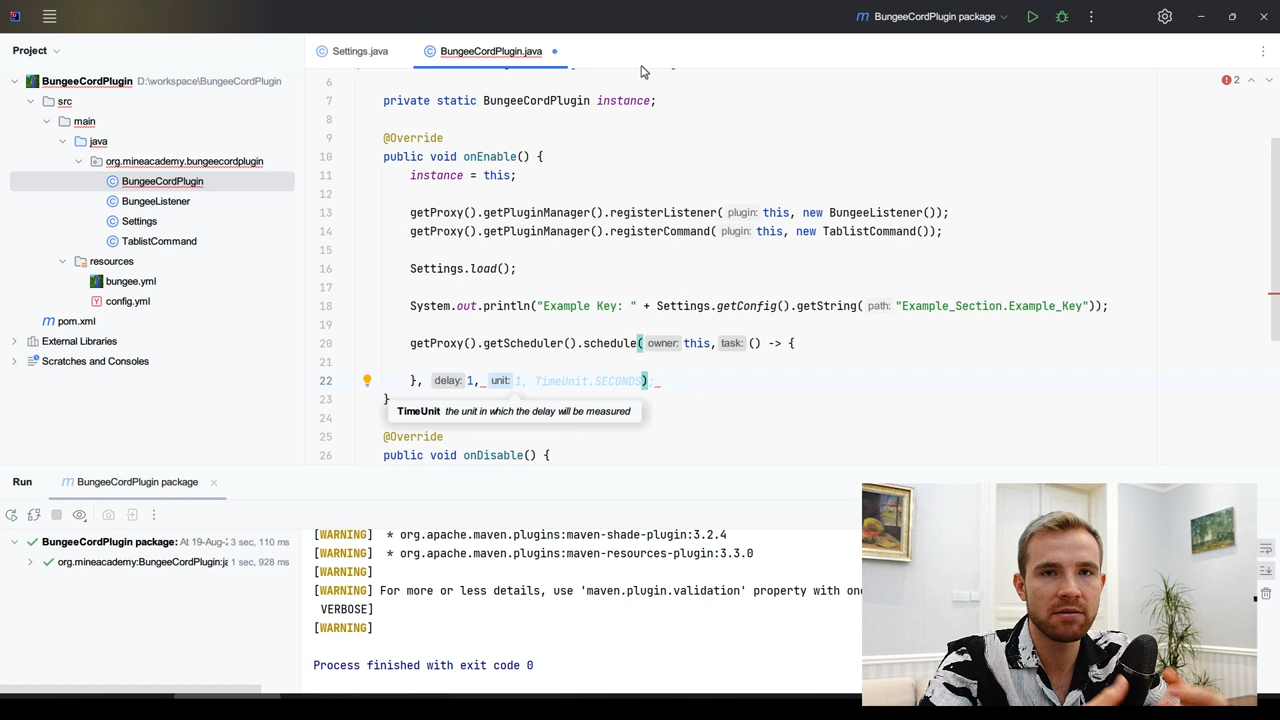 BungeeCordPlugin package
Project
Settings.java
BungeeCordPlugin.java
BungeeCordPlugin D:\workspace\BungeeCordPlugin
src
main
java
org.mineacademy.bungeecordplugin
BungeeCordPlugin
BungeeListener
Settings
TablistCommand
resources
bungee.yml
config.yml
pom.xml
External Libraries
Scratches and Consoles
2
6
7 private static BungeeCordPlugin instance;
8
9 @Override
10 public void onEnable() {
11 instance = this;
12
13 getProxy().getPluginManager().registerListener( plugin: this, new BungeeListener());
14 getProxy().getPluginManager().registerCommand( plugin: this, new TablistCommand());
15
16 Settings.load();
17
18 System.out.println("Example Key: " + Settings.getConfig().getString( path: "Example_Section.Example_Key"));
19
20 getProxy().getScheduler().schedule( owner: this, task: () -> {
21
22 }, delay: 1, unit: 1, TimeUnit.SECONDS);
23 }
TimeUnit the unit in which the delay will be measured
24
25 @Override
26 public void onDisable() {
Run
BungeeCordPlugin package
BungeeCordPlugin package: At 19-Aug-2 3 sec, 110 ms
org.mineacademy:BungeeCordPlugin:ja 1 sec, 928 ms
[WARNING] * org.apache.maven.plugins:maven-shade-plugin:3.2.4
[WARNING] * org.apache.maven.plugins:maven-resources-plugin:3.3.0
[WARNING]
[WARNING] For more or less details, use 'maven.plugin.validation' property with one
VERBOSE]
[WARNING]
Process finished with exit code 0